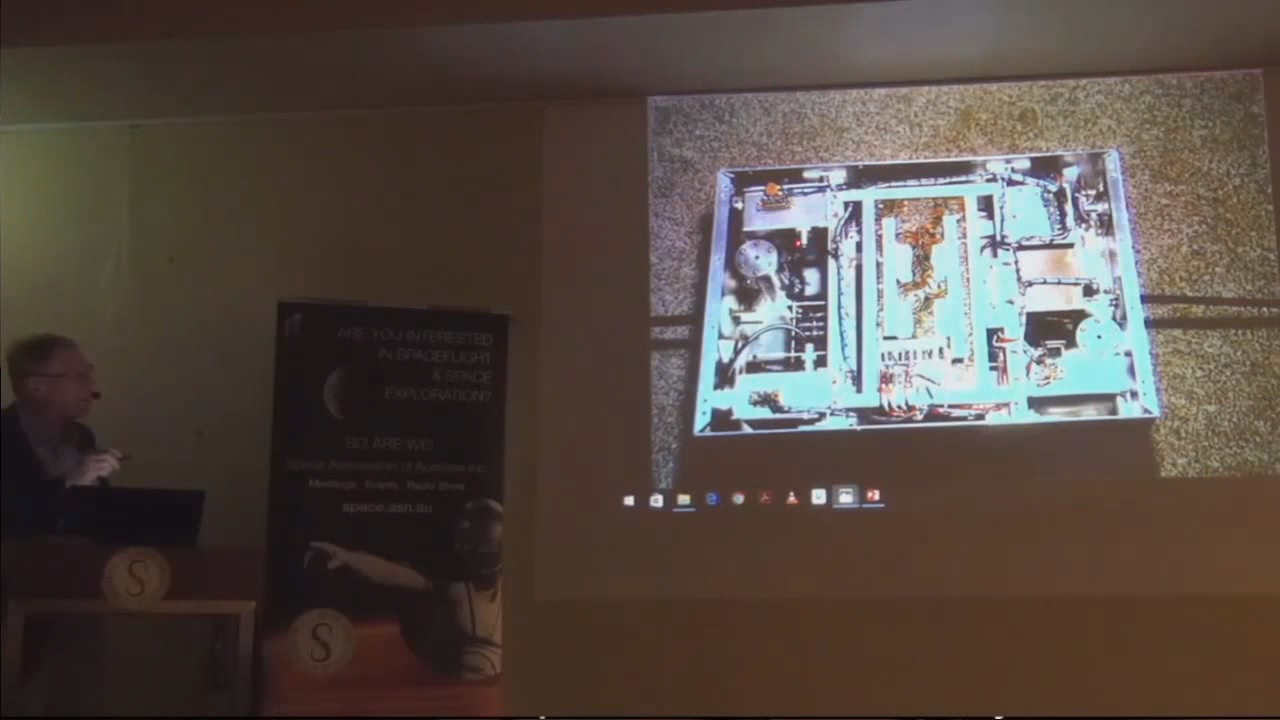 ARE YOU INTERESTED
IN SPACEFLIGHT
& SPACE
EXPLORATION?
SO ARE WE!
Space Association of Australia Inc.
Meetings Events Radio Show
space.asn.au
S
S